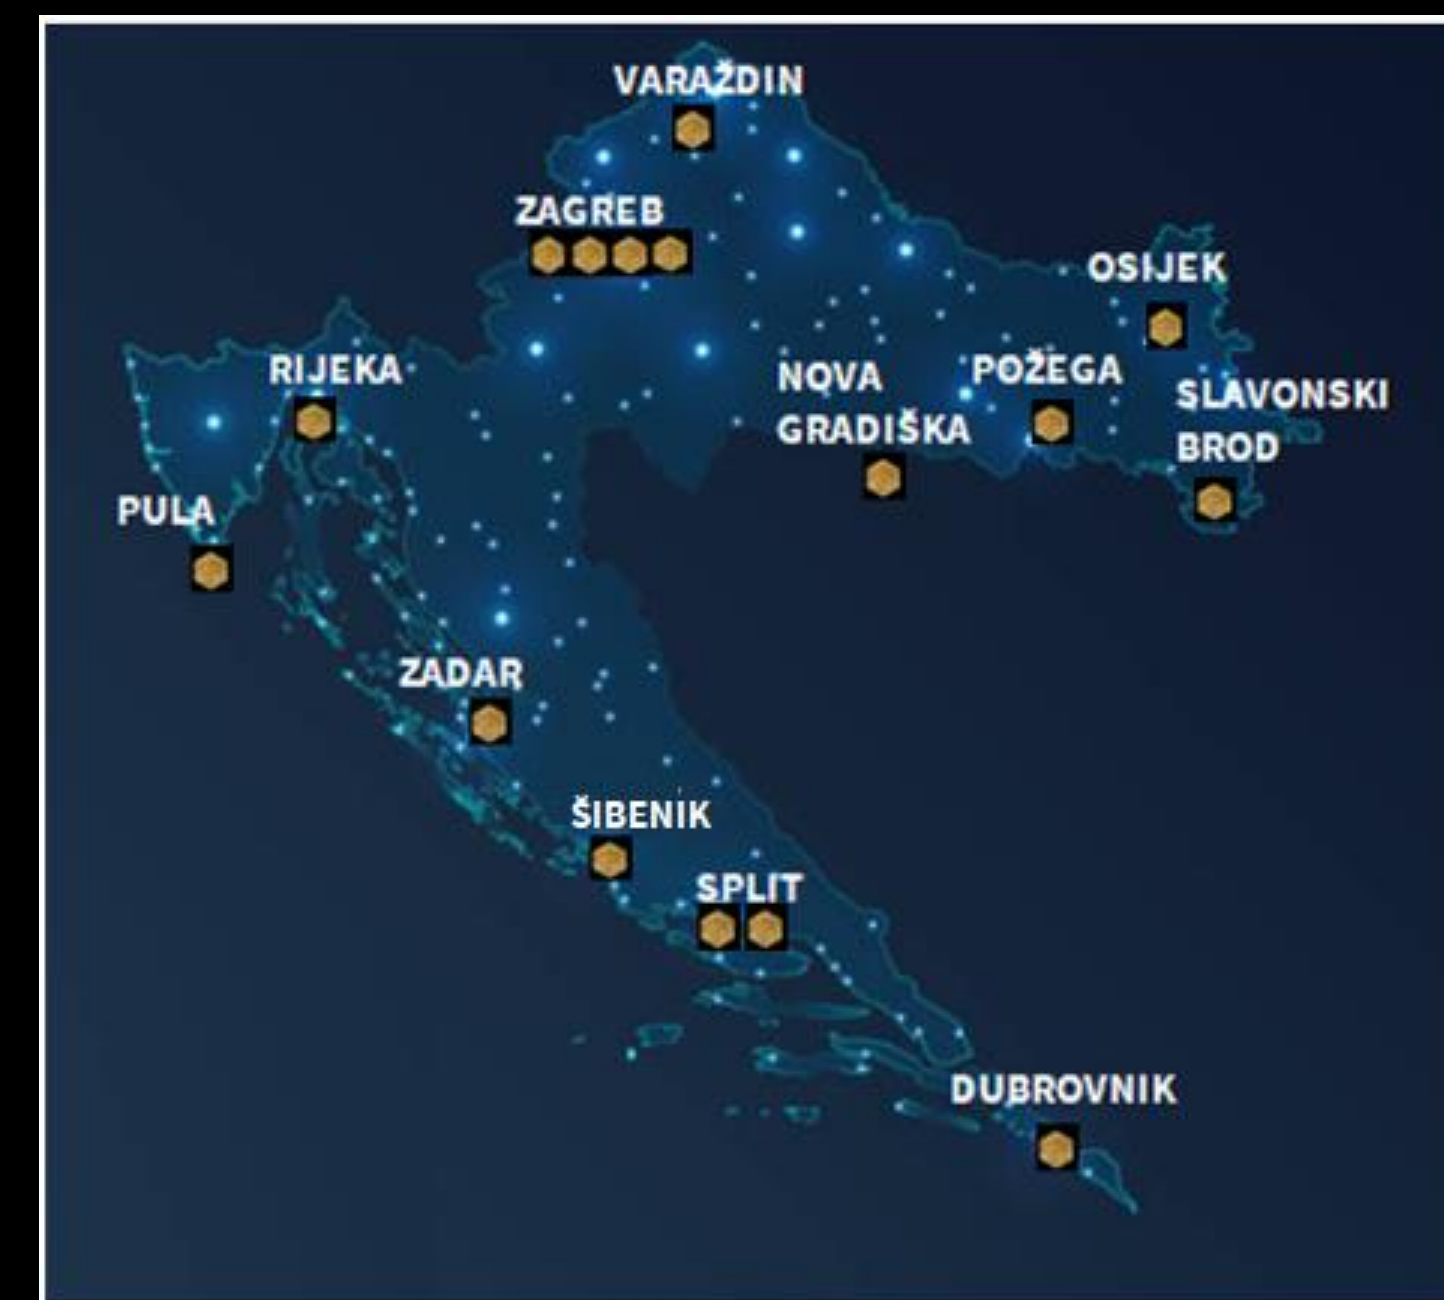 VARAŽDIN
ZAGREB
OSIJEK
RIJEKA
NOVA
GRADIŠKA
POŽEGA
SLAVONSKI
BROD
PULA
ZADAR
ŠIBENIK
SPLIT
DUBROVNIK